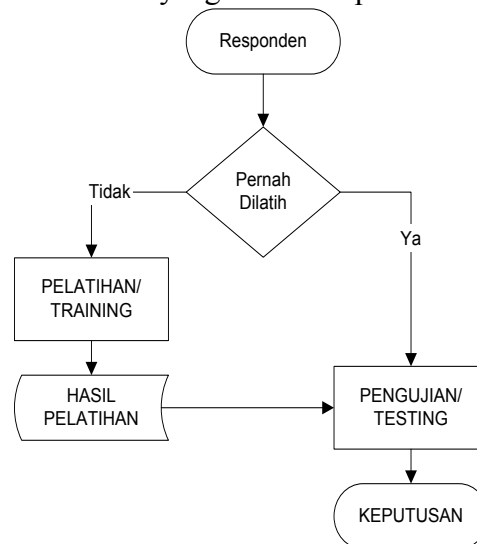 Responden
Pernah
Dilatih
Tidak
Ya
PELATIHAN/
TRAINING
HASIL
PELATIHAN
PENGUJIAN/
TESTING
KEPUTUSAN